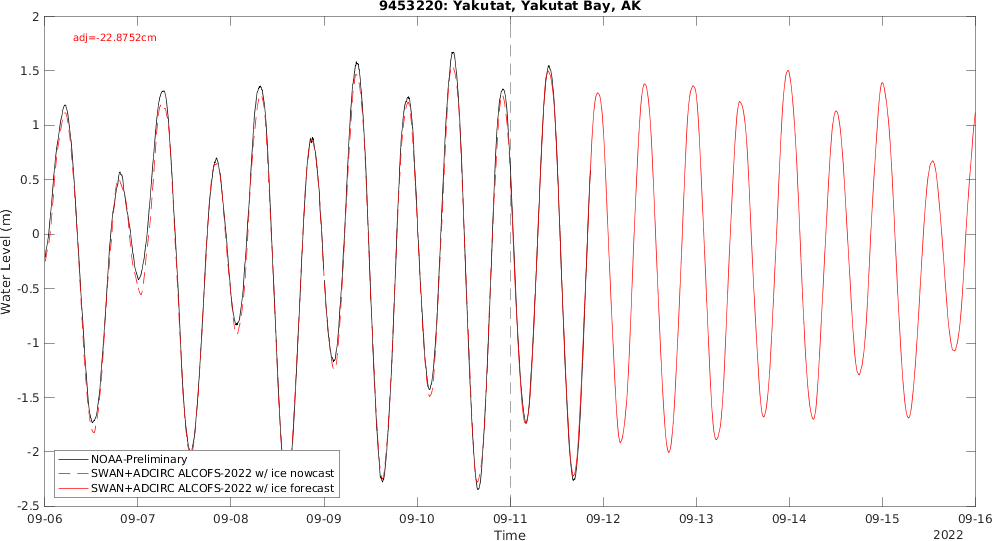 9453220: Yakutat, Yakutat Bay, AK
adj=-22.8752cm
Water Level (m)
2
1.5
1
0.5
0
-0.5
-1
-1.5
-2
-2.5
NOAA-Preliminary
SWAN+ADCIRC ALCOFS-2022 w/ ice nowcast
SWAN+ADCIRC ALCOFS-2022 w/ ice forecast
09-06 09-07 09-08 09-09 09-10 09-11 09-12 09-13 09-14 09-15 09-16
Time
2022